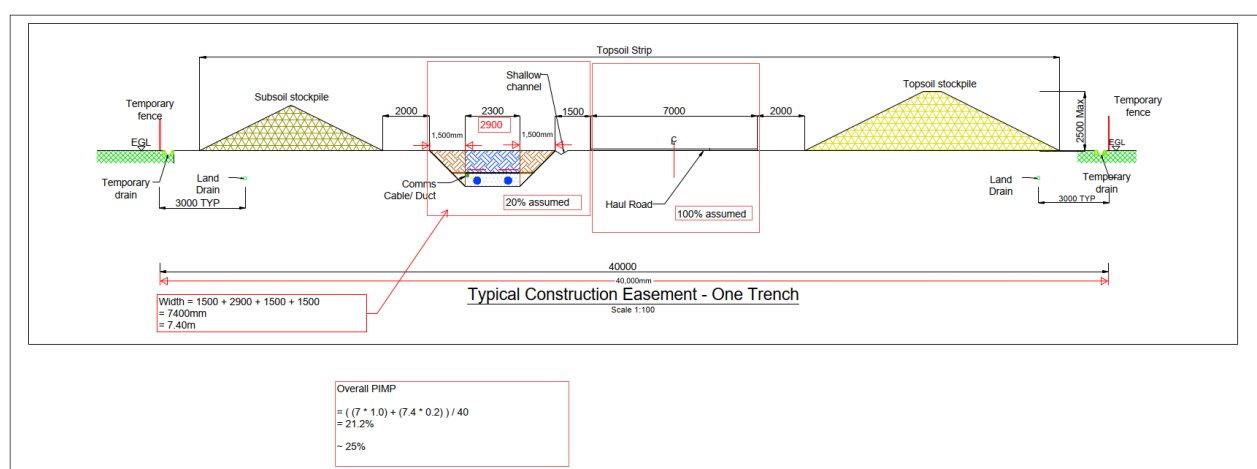 Topsoil Strip
Temporary
fence
Subsoil stockpile
Shallow
channel
Topsoil stockpile
Temporary
fence
2000
2300
1500
7000
2000
2500 Max
2900
1,500mm
1,500mm
EGL
EGL
C
Temporary
drain
Land
Drain
3000 TYP
Comms
Cable/ Duct
20% assumed
Haul Road
100% assumed
Land
Drain
Temporary
drain
3000 TYP
40000
40,000mm
Typical Construction Easement - One Trench
Scale 1:100
Width = 1500 + 2900 + 1500 + 1500
= 7400mm
= 7.40m
Overall PIMP
= ( (7 * 1.0) + (7.4 * 0.2) ) / 40
= 21.2%
~ 25%